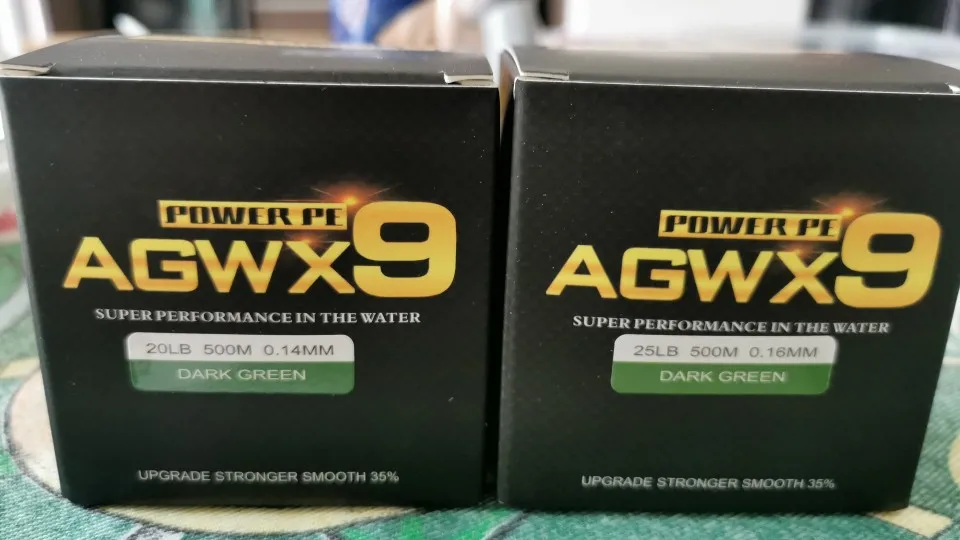 POWER PE
AGWX9
SUPER PERFORMANCE IN THE WATER
20LB 500M 0.14MM
DARK GREEN
UPGRADE STRONGER SMOOTH 35%
POWER PE
AGWX9
SUPER PERFORMANCE IN THE WATER
25LB 500M 0.16MM
DARK GREEN
UPGRADE STRONGER SMOOTH 35%